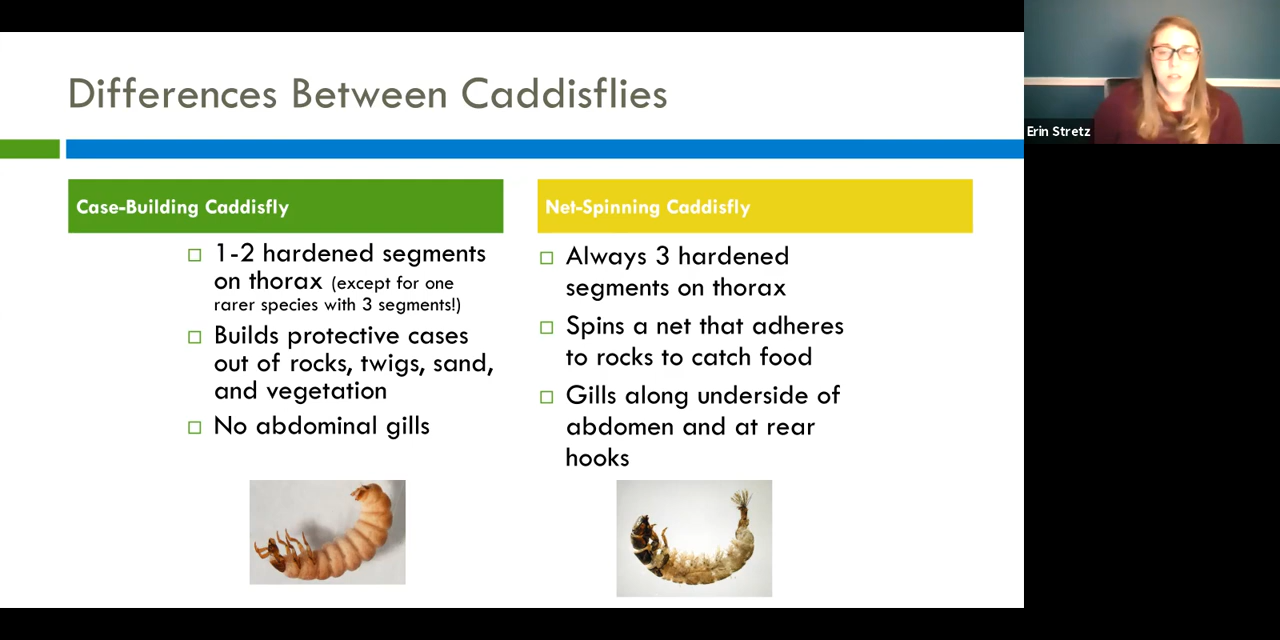 Differences Between Caddisflies
Erin Stretz
Case-Building Caddisfly
1-2 hardened segments
on thorax (except for one
rarer species with 3 segments!)
Builds protective cases
out of rocks, twigs, sand,
and vegetation
No abdominal gills
Net-Spinning Caddisfly
Always 3 hardened
segments on thorax
Spins a net that adheres
to rocks to catch food
Gills along underside of
abdomen and at rear
hooks